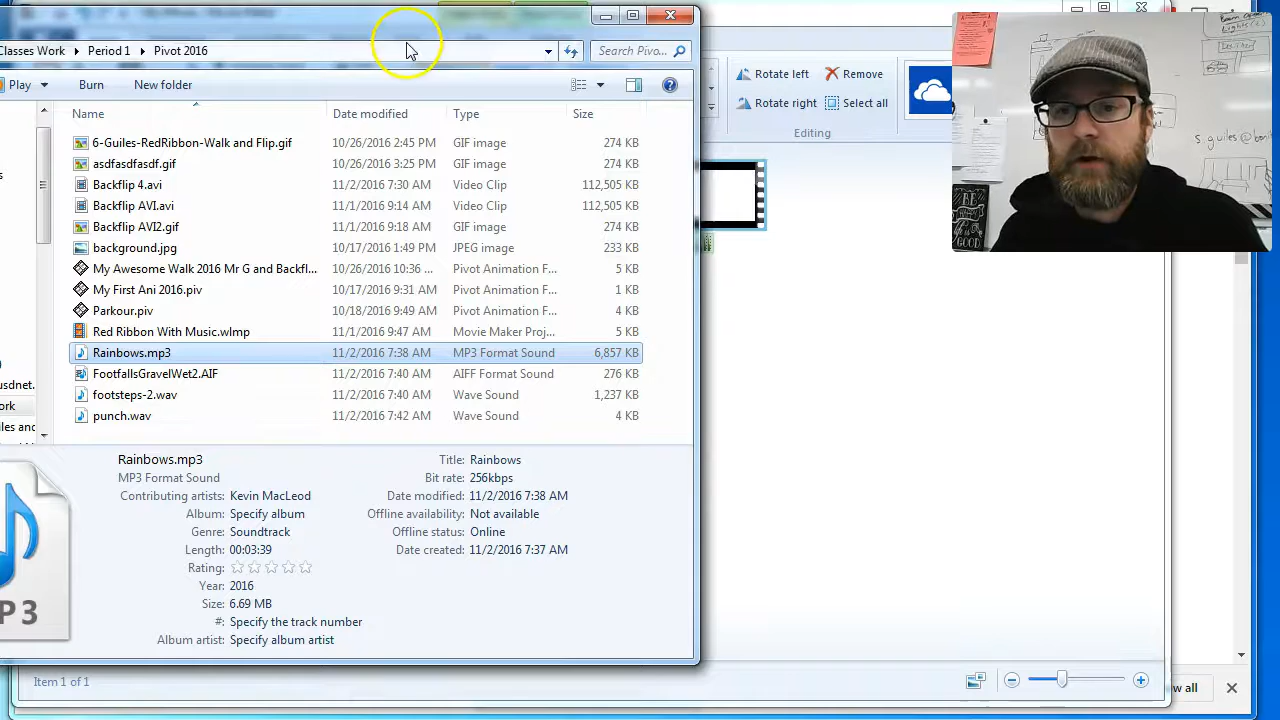 Classes Work ▸ Period 1 ▸ Pivot 2016
Search Pivo...
Play
Burn
New folder
Name
Date modified
Type
Size
6-Gaules-RedRibbon-Walk and Flip.gif 10/27/2016 2:45 PM GIF image 274 KB
asdfasdfasdf.gif 10/26/2016 3:25 PM GIF image 274 KB
Backflip 4.avi 11/2/2016 7:30 AM Video Clip 112,505 KB
Backflip AVI.avi 11/1/2016 9:14 AM Video Clip 112,505 KB
Backflip AVI2.gif 11/1/2016 9:18 AM GIF image 274 KB
background.jpg 10/17/2016 1:49 PM JPEG image 233 KB
My Awesome Walk 2016 Mr G and Backfl... 10/26/2016 10:36 ... Pivot Animation F... 5 KB
My First Ani 2016.piv 10/17/2016 9:31 AM Pivot Animation F... 1 KB
Parkour.piv 10/18/2016 9:49 AM Pivot Animation F... 4 KB
Red Ribbon With Music.wlmp 11/1/2016 9:47 AM Movie Maker Proj... 5 KB
Rainbows.mp3 11/2/2016 7:38 AM MP3 Format Sound 6,857 KB
FootfallsGravelWet2.AIF 11/2/2016 7:40 AM AIFF Format Sound 276 KB
footsteps-2.wav 11/2/2016 7:40 AM Wave Sound 1,237 KB
punch.wav 11/2/2016 7:42 AM Wave Sound 4 KB
usdnet.
ork
iles and
Rainbows.mp3
MP3 Format Sound
Contributing artists: Kevin MacLeod
Album: Specify album
Genre: Soundtrack
Length: 00:03:39
Rating:
Year: 2016
Size: 6.69 MB
#: Specify the track number
Album artist: Specify album artist
Title: Rainbows
Bit rate: 256kbps
Date modified: 11/2/2016 7:38 AM
Offline availability: Not available
Offline status: Online
Date created: 11/2/2016 7:37 AM
P3
Item 1 of 1
Rotate left
Remove
Rotate right
Select all
Editing
w all
BE
GOOD